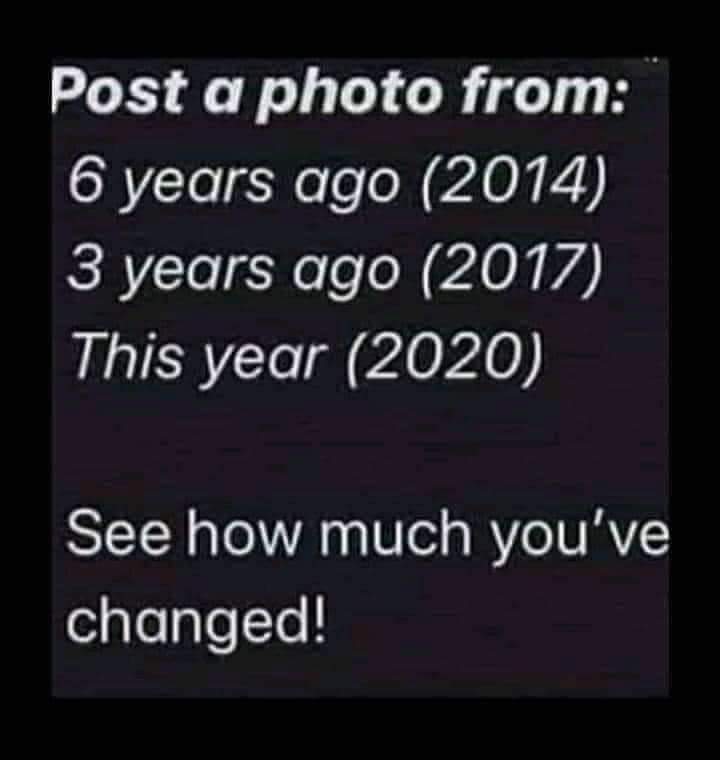 Post a photo from:
6 years ago (2014)
3 years ago (2017)
This year (2020)
See how much you've
changed!